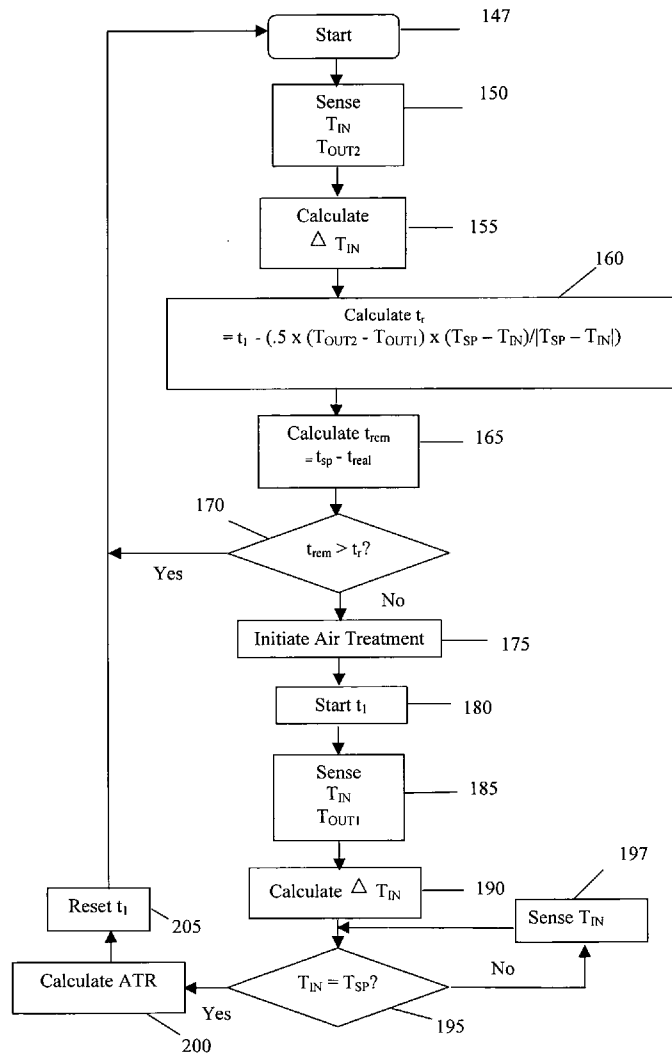 Start
147
Sense
T_IN
T_OUT2
150
Calculate
△ T_IN
155
160
Calculate t_r
= t_1 - (.5 x (T_OUT2 - T_OUT1) x (T_SP – T_IN)/|T_SP – T_IN|)
Calculate t_rem
= t_sp - t_real
165
170
t_rem > t_r?
Yes
No
Initiate Air Treatment
175
Start t_1
180
Sense
T_IN
T_OUT1
185
Calculate △ T_IN
190
197
Sense T_IN
Reset t_1
205
Calculate ATR
200
Yes
T_IN = T_SP?
No
195